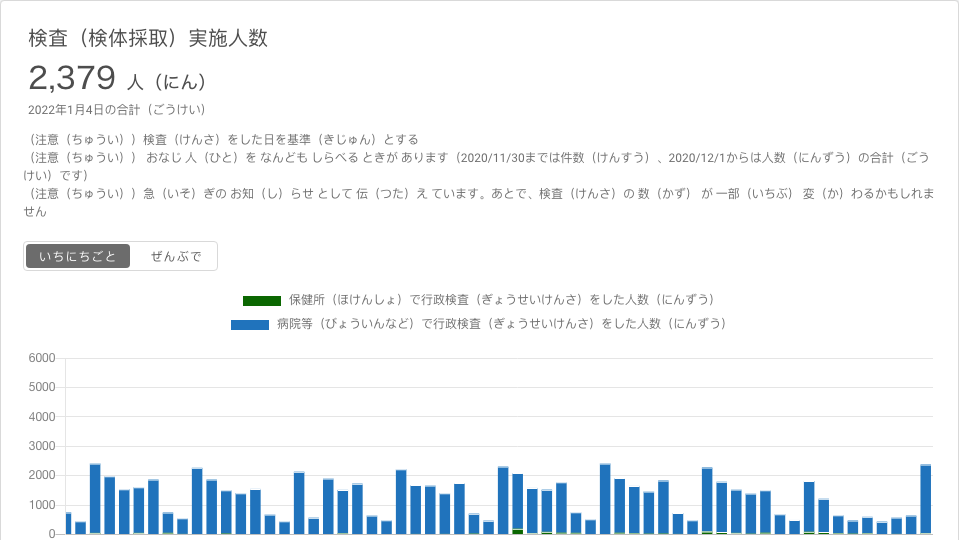 検査（検体採取）実施人数
2,379 人（にん）
2022年1月4日の合計（ごうけい）
（注意（ちゅうい））検査（けんさ）をした日を基準（きじゅん）とする
（注意（ちゅうい）） おなじ 人（ひと）を なんども しらべる ときが あります（2020/11/30までは件数（けんすう）、2020/12/1からは人数（にんずう）の合計（ごう
けい）です）
（注意（ちゅうい））急（いそ）ぎの お知（し）らせ として 伝（つた）え ています。あとで、検査（けんさ）の 数（かず） が 一部（いちぶ） 変（か）わるかもしれま
せん
いちにちごと ぜんぶで
保健所（ほけんしょ）で行政検査（ぎょうせいけんさ）をした人数（にんずう）
病院等（びょういんなど）で行政検査（ぎょうせいけんさ）をした人数（にんずう）
6000
5000
4000
3000
2000
1000
0